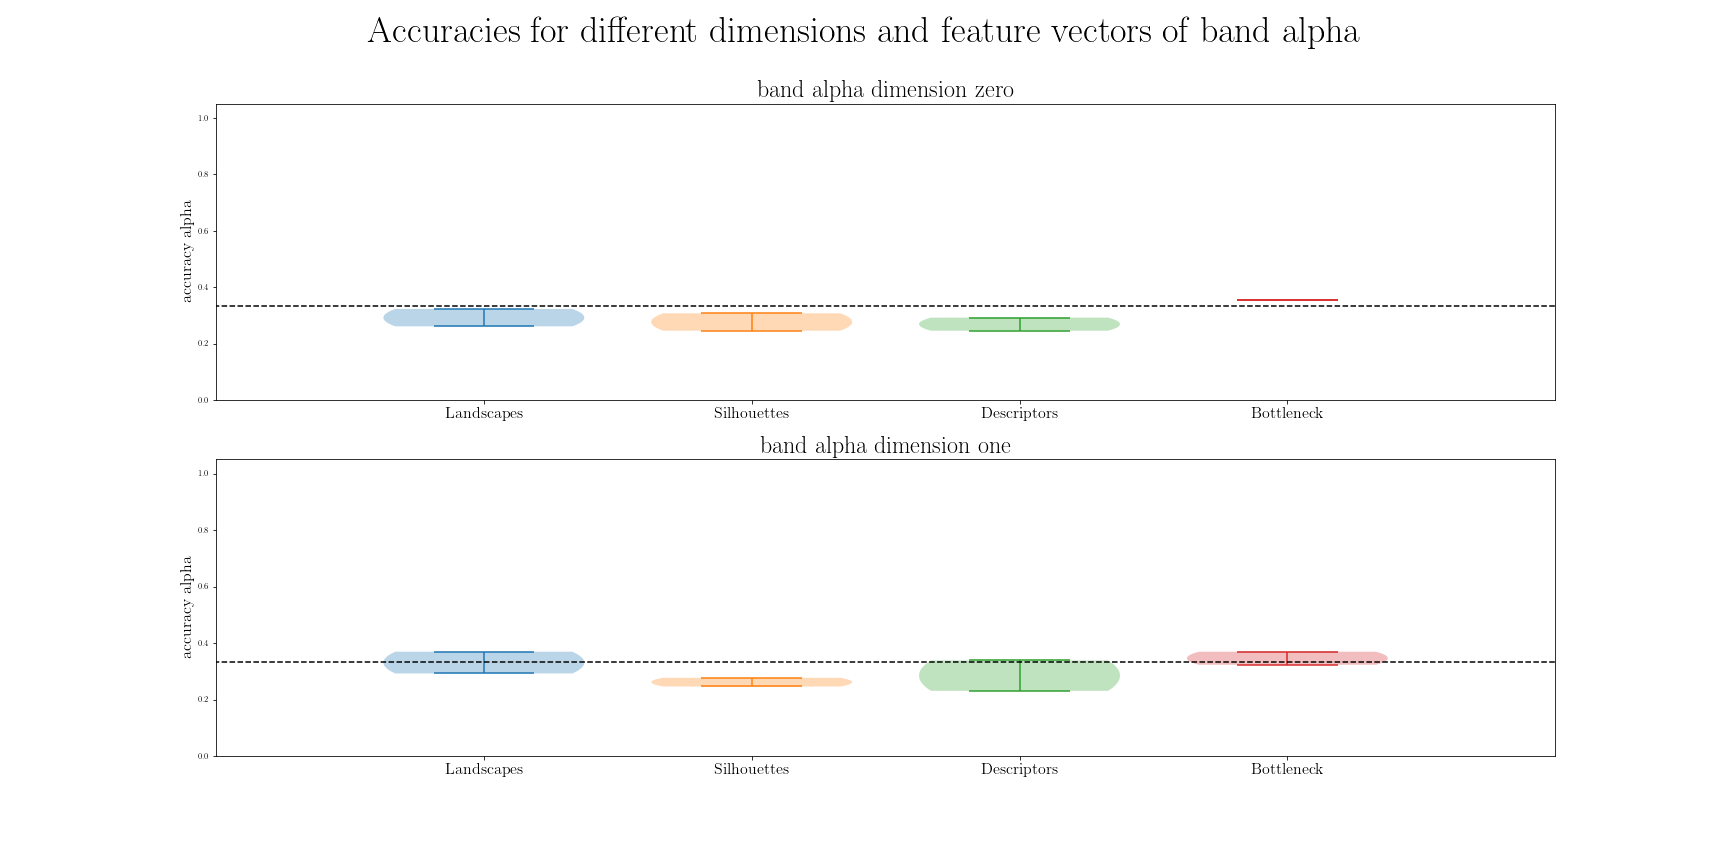 Accuracies for different dimensions and feature vectors of band alpha
band alpha dimension zero
accuracy alpha
1.0
0.8
0.6
0.4
0.2
0.0
Landscapes Silhouettes Descriptors Bottleneck
band alpha dimension one
accuracy alpha
1.0
0.8
0.6
0.4
0.2
0.0
Landscapes Silhouettes Descriptors Bottleneck